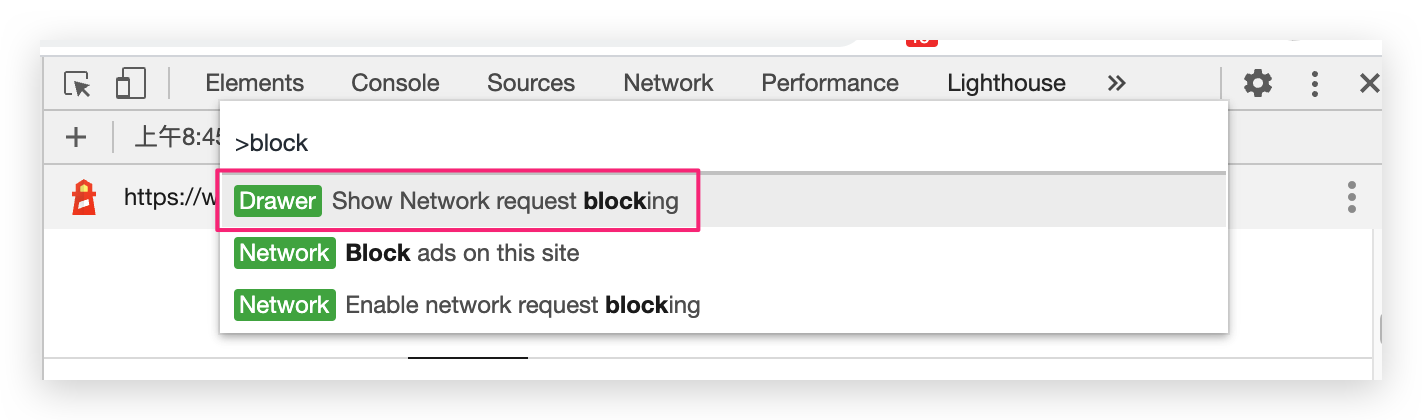 Elements Console Sources Network Performance Lighthouse
上午8:45
>block
https://w
Drawer Show Network request blocking
Network Block ads on this site
Network Enable network request blocking